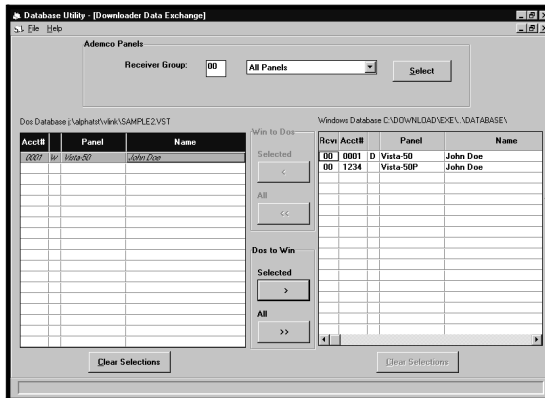 Database Utility - [Downloader Data Exchange]
File Help
Ademco Panels
Receiver Group: 00 All Panels Select
Dos Database j:\alphatst\vlink\SAMPLE2.VST
Acct# Panel Name
0001 W Vista-50 John Doe
Clear Selections
Win to Dos
Selected
<
All
<<
Dos to Win
Selected
>
All
>>
Windows Database C:\DOWNLOAD\EXE\..\DATABASE\
Rcvr Acct# Panel Name
00 0001 D Vista-50 John Doe
00 1234 Vista-50P John Doe
Clear Selections